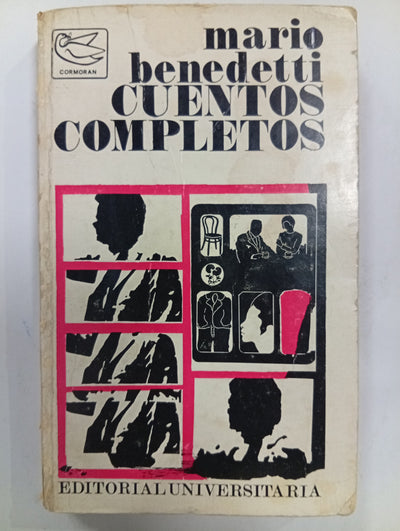 CORMORAN
mario
benedetti
CUENTOS
COMPLETOS
EDITORIAL UNIVERSITARIA